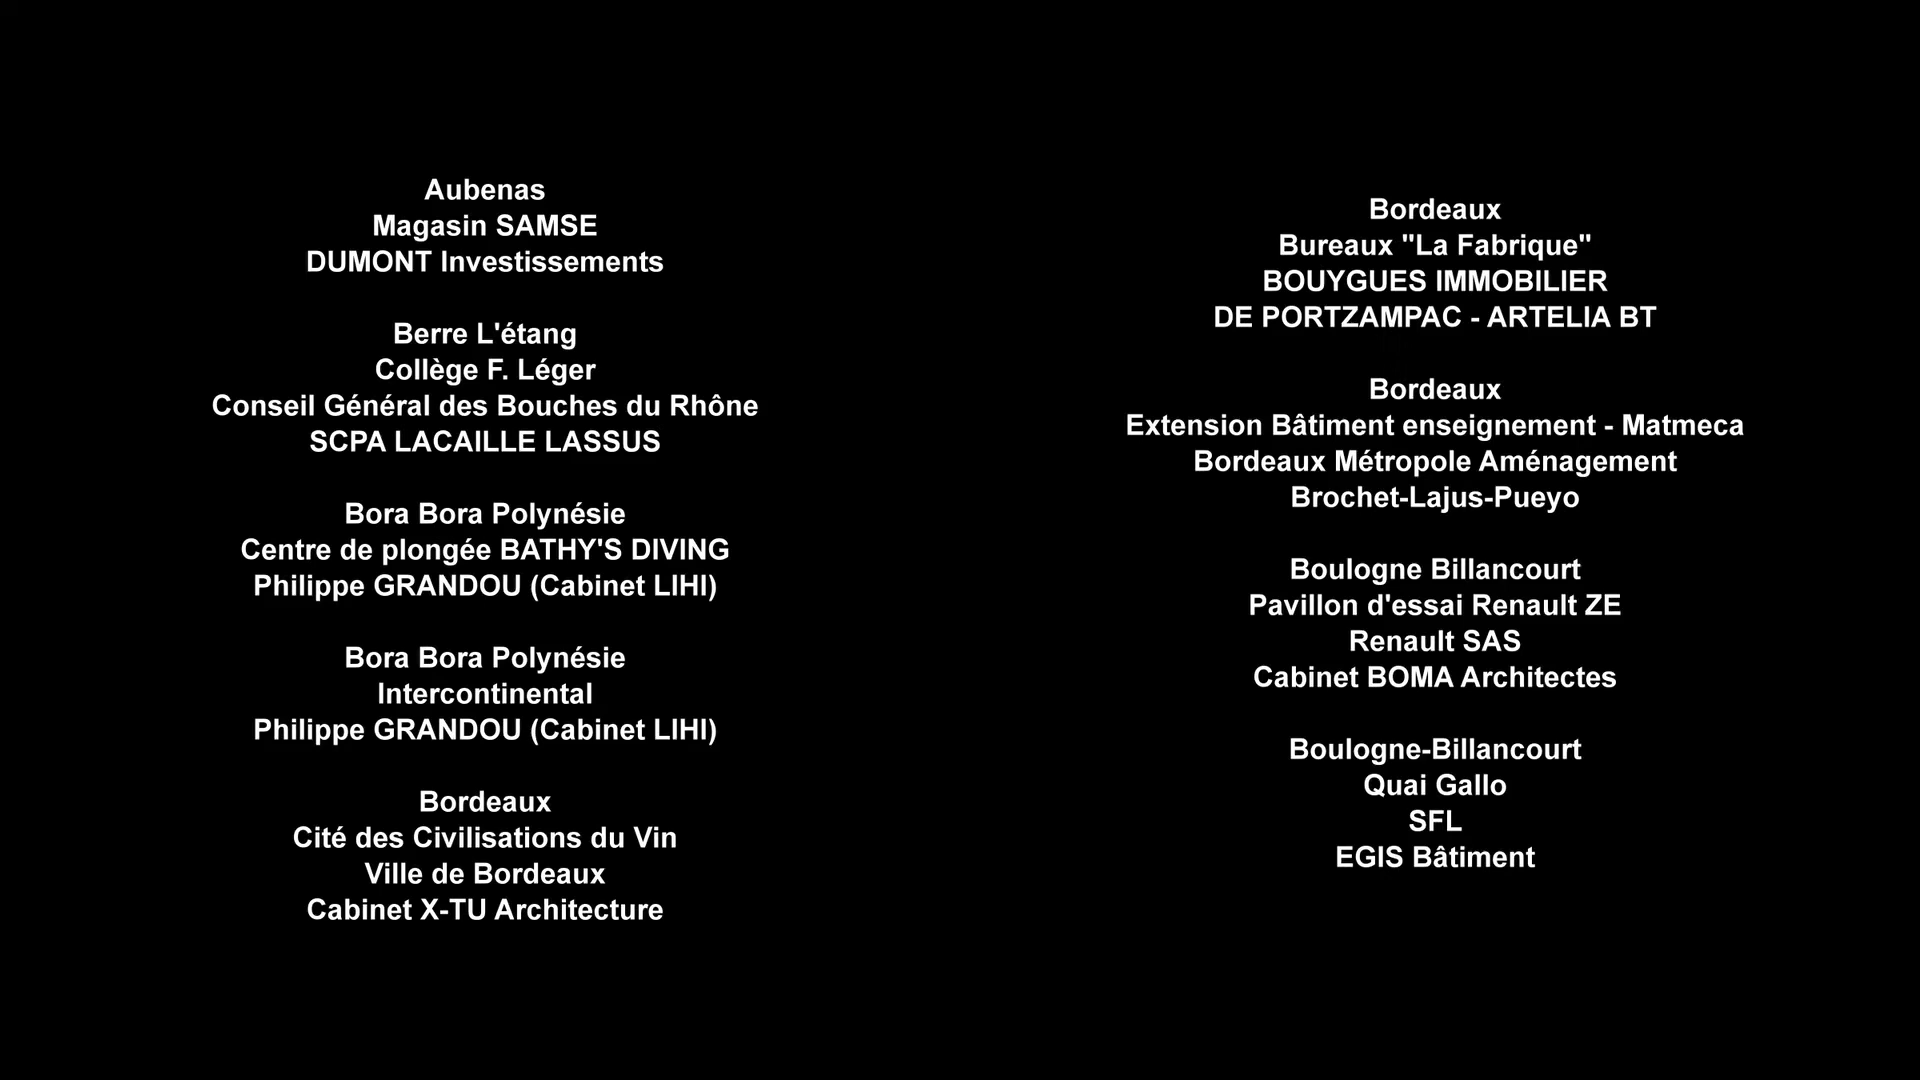 Aubenas
Magasin SAMSE
DUMONT Investissements
Berre L'étang
Collège F. Léger
Conseil Général des Bouches du Rhône
SCPA LACAILLE LASSUS
Bora Bora Polynésie
Centre de plongée BATHY'S DIVING
Philippe GRANDOU (Cabinet LIHI)
Bora Bora Polynésie
Intercontinental
Philippe GRANDOU (Cabinet LIHI)
Bordeaux
Cité des Civilisations du Vin
Ville de Bordeaux
Cabinet X-TU Architecture
Bordeaux
Bureaux "La Fabrique"
BOUYGUES IMMOBILIER
DE PORTZAMPAC - ARTELIA BT
Bordeaux
Extension Bâtiment enseignement - Matmeca
Bordeaux Métropole Aménagement
Brochet-Lajus-Pueyo
Boulogne Billancourt
Pavillon d'essai Renault ZE
Renault SAS
Cabinet BOMA Architectes
Boulogne-Billancourt
Quai Gallo
SFL
EGIS Bâtiment